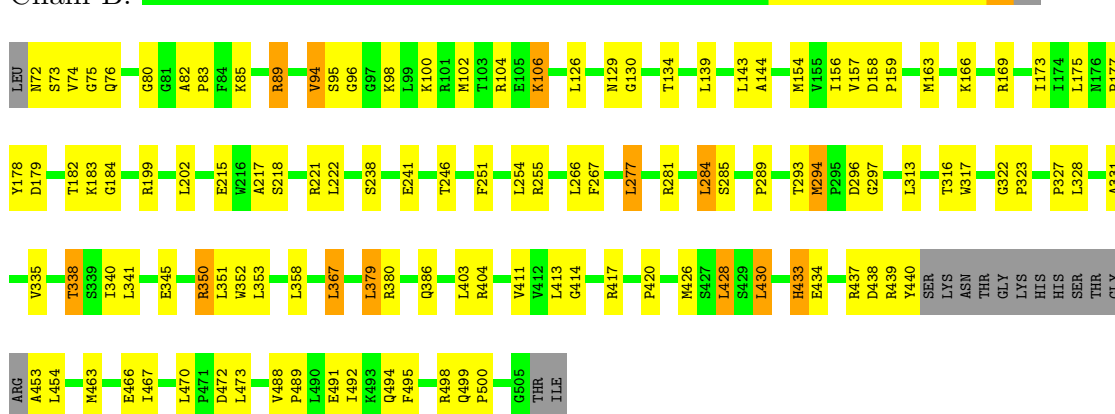 LEU N72 S73 V74 G75 Q76 G80 G81 A82 P83 F84 K85 R89 V94 S95 G96 G97 K98 L99 K100 R101 M102 T103 R104 E105 K106 L126 N129 G130 T134 L139 L143 A144 M154 V155 I156 V157 D158 P159 M163 K166 R169 I173 I174 L175 N176
Y178 D179 T182 K183 G184 R199 L202 E215 W216 A217 S218 R221 L222 S238 E241 T246 F251 L254 R255 L266 F267 L277 R281 L284 S285 P289 T293 M294 P295 D296 G297 L313 T316 W317 G322 P323 P327 L328 A331
V335 T338 S339 I340 L341 E345 R350 L351 W352 L353 L358 L367 L379 R380 Q386 L403 R404 V411 V412 L413 G414 R417 P420 M426 S427 L428 S429 L430 H433 E434 R437 D438 R439 Y440 SER LYS ASN THR GLY LYS HIS HIS SER THR GLY
ARG A453 L454 M463 E466 I467 L470 P471 D472 L473 V488 P489 L490 E491 I492 K493 Q494 F495 R498 Q499 P500 G505 THR ILE